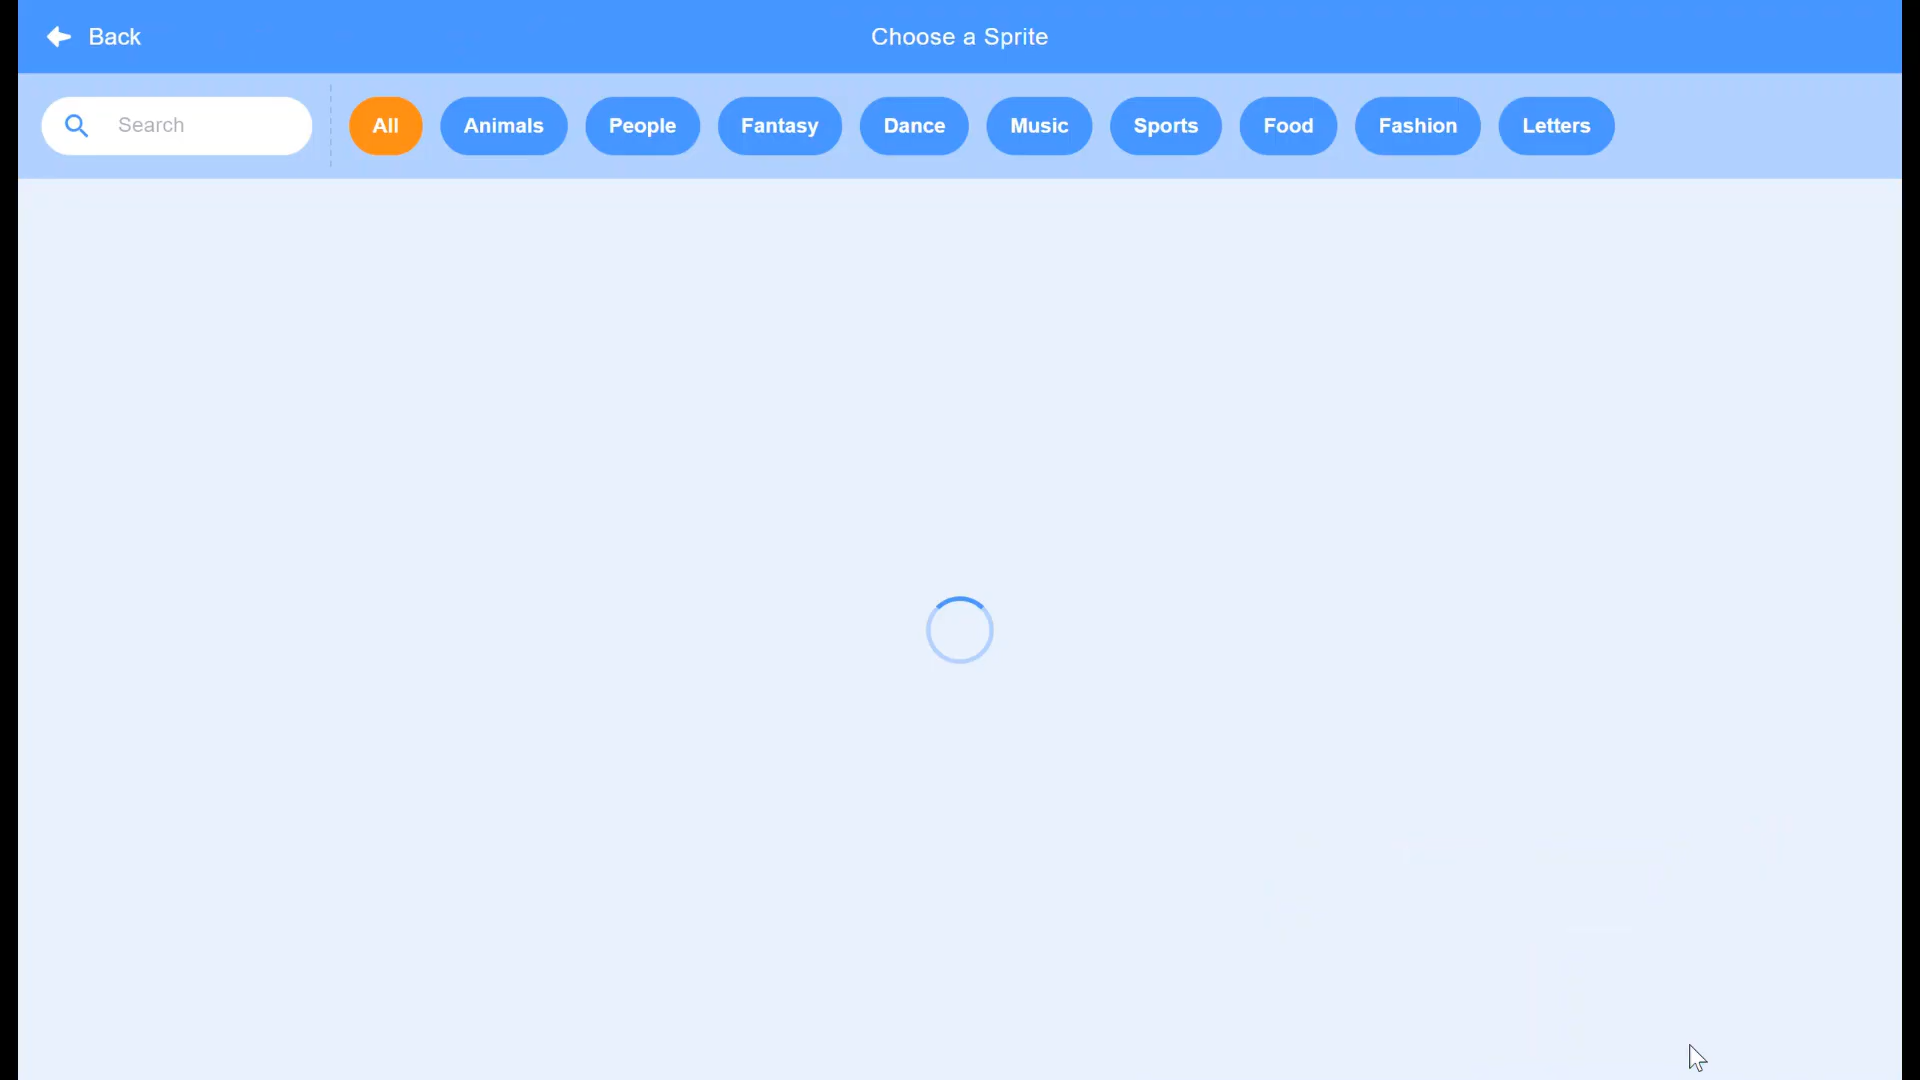 Back
Choose a Sprite
Search
All
Animals
People
Fantasy
Dance
Music
Sports
Food
Fashion
Letters